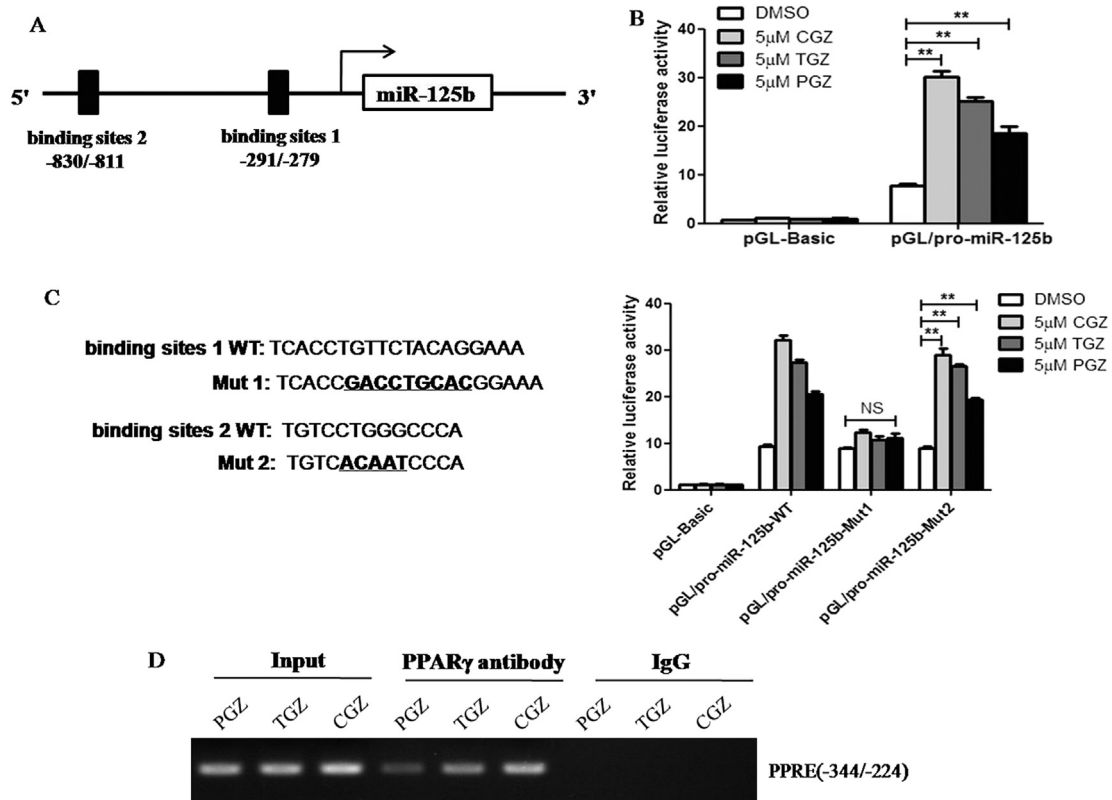 A
5'
miR-125b
3'
binding sites 2
-830/-811
binding sites 1
-291/-279
B
DMSO
5μM CGZ
5μM TGZ
5μM PGZ
**
**
**
Relative luciferase activity
40
30
20
10
0
pGL-Basic
pGL/pro-miR-125b
C
binding sites 1 WT: TCACCTGTTCTACAGGAAA
Mut 1: TCACCGACCTGCACGGAAA
binding sites 2 WT: TGTCCTGGGCCCA
Mut 2: TGTCACAATCCCA
DMSO
5μM CGZ
5μM TGZ
5μM PGZ
**
**
**
NS
Relative luciferase activity
40
30
20
10
0
pGL-Basic
pGL/pro-miR-125b-WT
pGL/pro-miR-125b-Mut1
pGL/pro-miR-125b-Mut2
D
Input
PPARγ antibody
IgG
PGZ
TGZ
CGZ
PGZ
TGZ
CGZ
PGZ
TGZ
CGZ
PPRE(-344/-224)